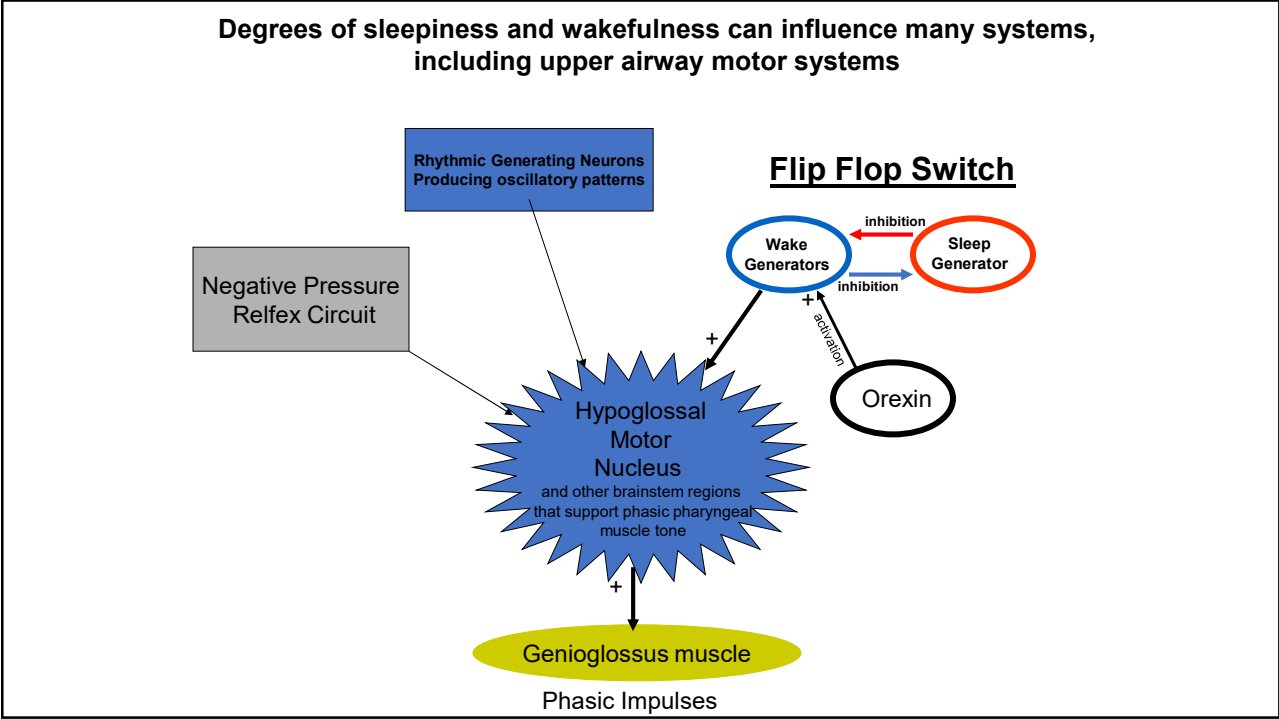 Degrees of sleepiness and wakefulness can influence many systems,
including upper airway motor systems
Rhythmic Generating Neurons
Producing oscillatory patterns
Flip Flop Switch
Negative Pressure
Relfex Circuit
Wake
Generators
inhibition
inhibition
Sleep
Generator
+
activation
+
Orexin
Hypoglossal
Motor
Nucleus
and other brainstem regions
that support phasic pharyngeal
muscle tone
+
Genioglossus muscle
Phasic Impulses